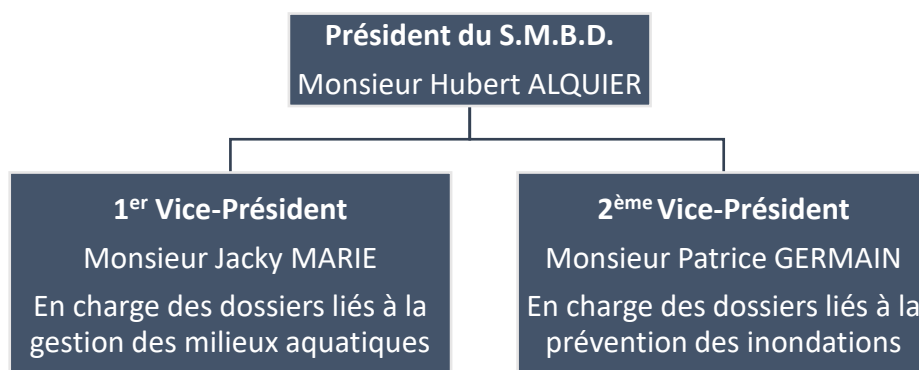 Président du S.M.B.D.
Monsieur Hubert ALQUIER
1er Vice-Président
Monsieur Jacky MARIE
En charge des dossiers liés à la
gestion des milieux aquatiques
2ème Vice-Président
Monsieur Patrice GERMAIN
En charge des dossiers liés à la
prévention des inondations